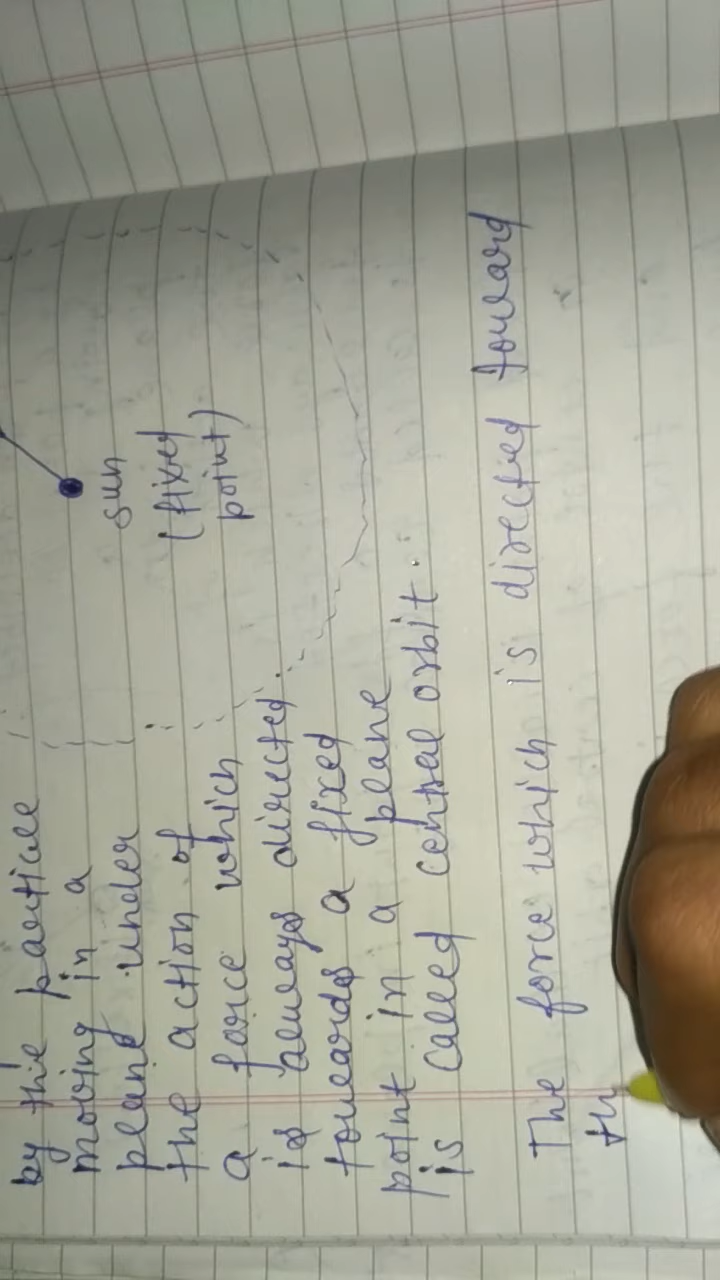 by the particle
moving in a
plane under
the action of
a force which
is always directed
towards a fixed
point in a plane
is called central orbit.
The force which is directed toward
th
sun
(fixed
point)